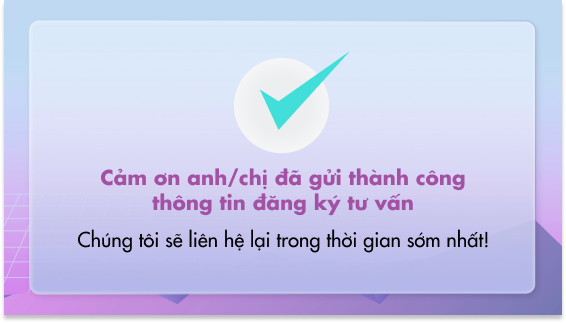 Cảm ơn anh/chị đã gửi thành công
thông tin đăng ký tư vấn
Chúng tôi sẽ liên hệ lại trong thời gian sớm nhất!